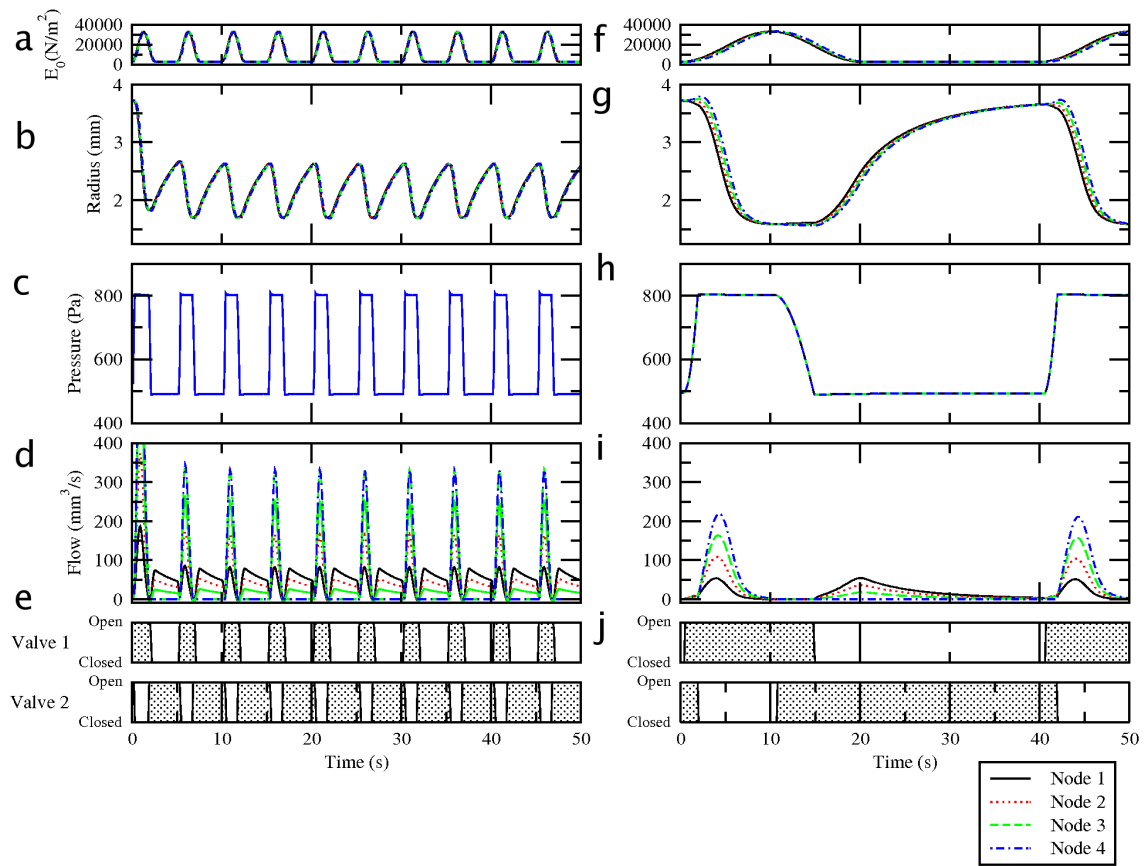 a
E0(N/m2)
40000
20000
0
f
40000
20000
0
b
Radius (mm)
4
3
2
g
4
3
2
c
Pressure (Pa)
800
600
400
h
800
600
400
d
Flow (mm3/s)
400
300
200
100
0
i
400
300
200
100
0
e
Valve 1
Open
Closed
j
Open
Closed
Valve 2
Open
Closed
Open
Closed
0 10 20 30 40 50
Time (s)
0 10 20 30 40 50
Time (s)
Node 1
Node 2
Node 3
Node 4